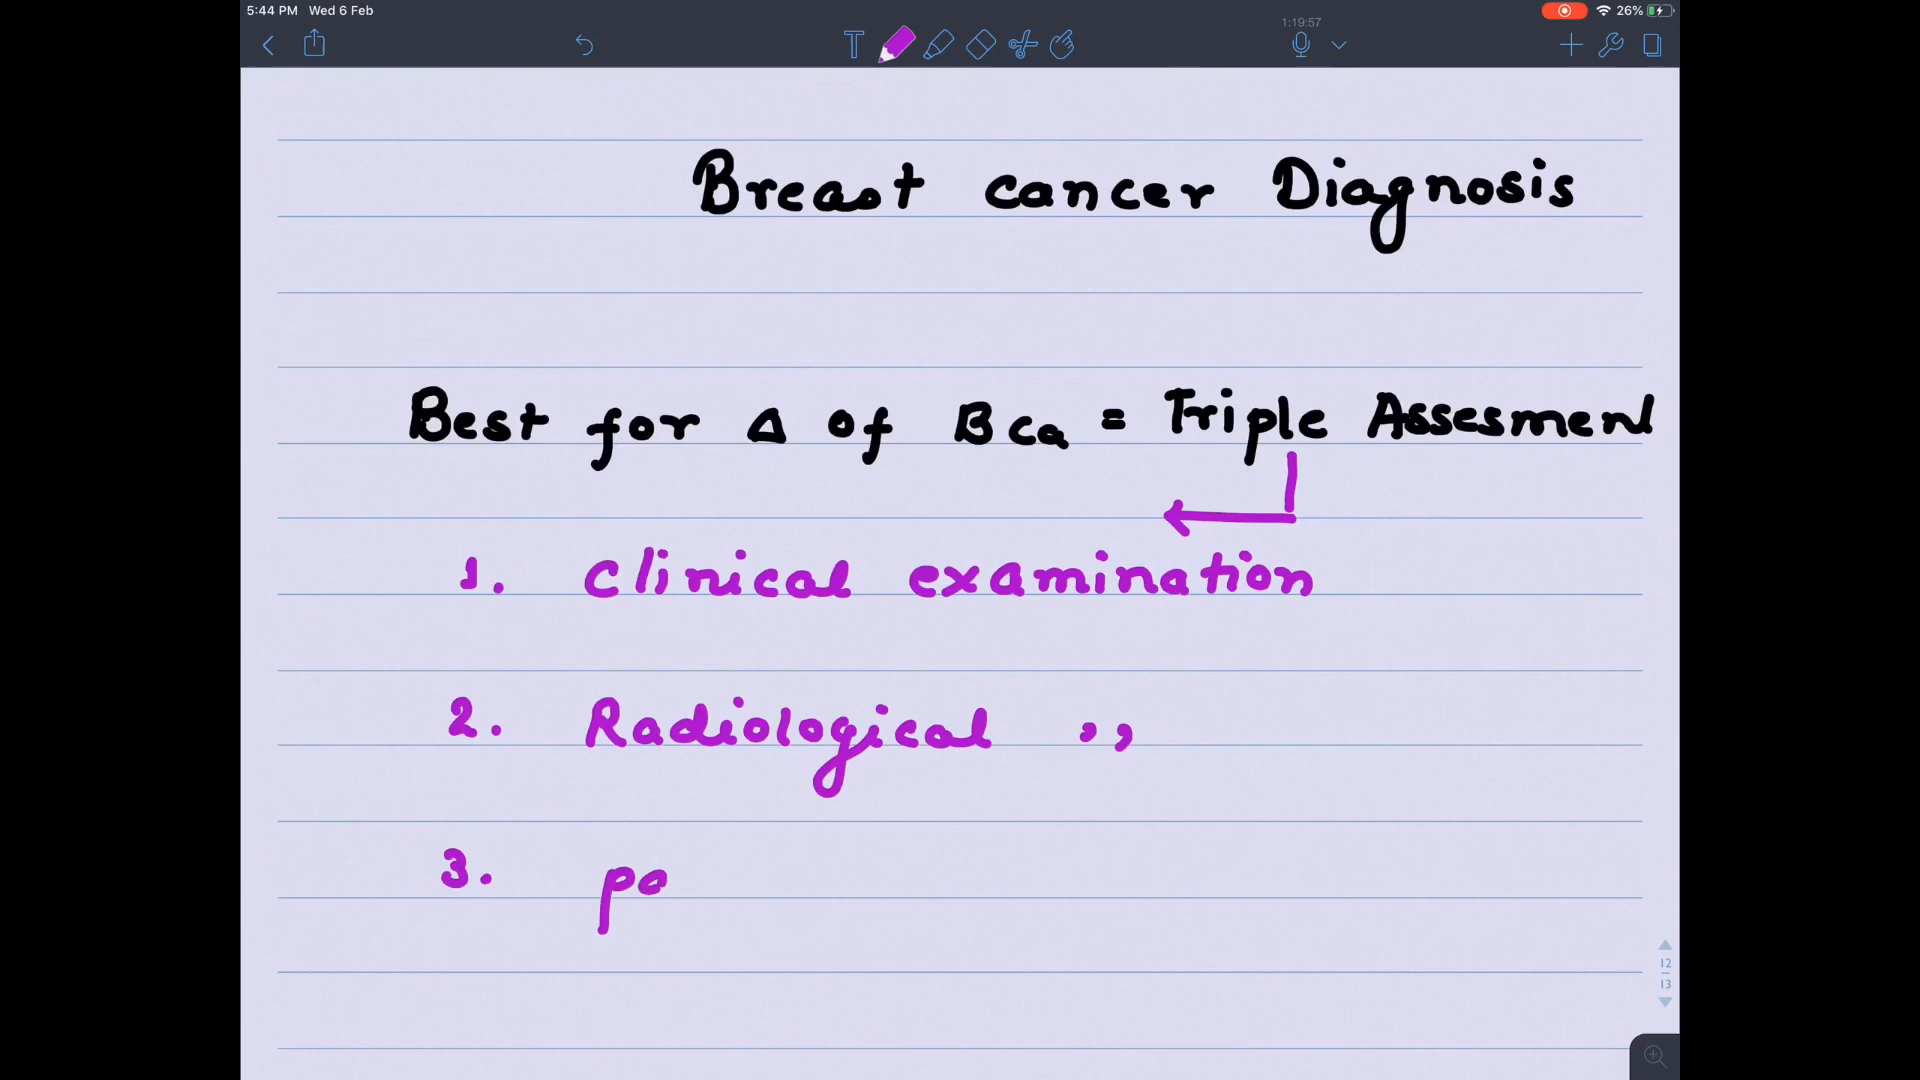 5:44 PM Wed 6 Feb
26%
1:19:57
T
Breast cancer Diagnosis
Best for Δ of Bca = Triple Assesment
1. Clinical examination
2. Radiological ,,
3. pa
12
13